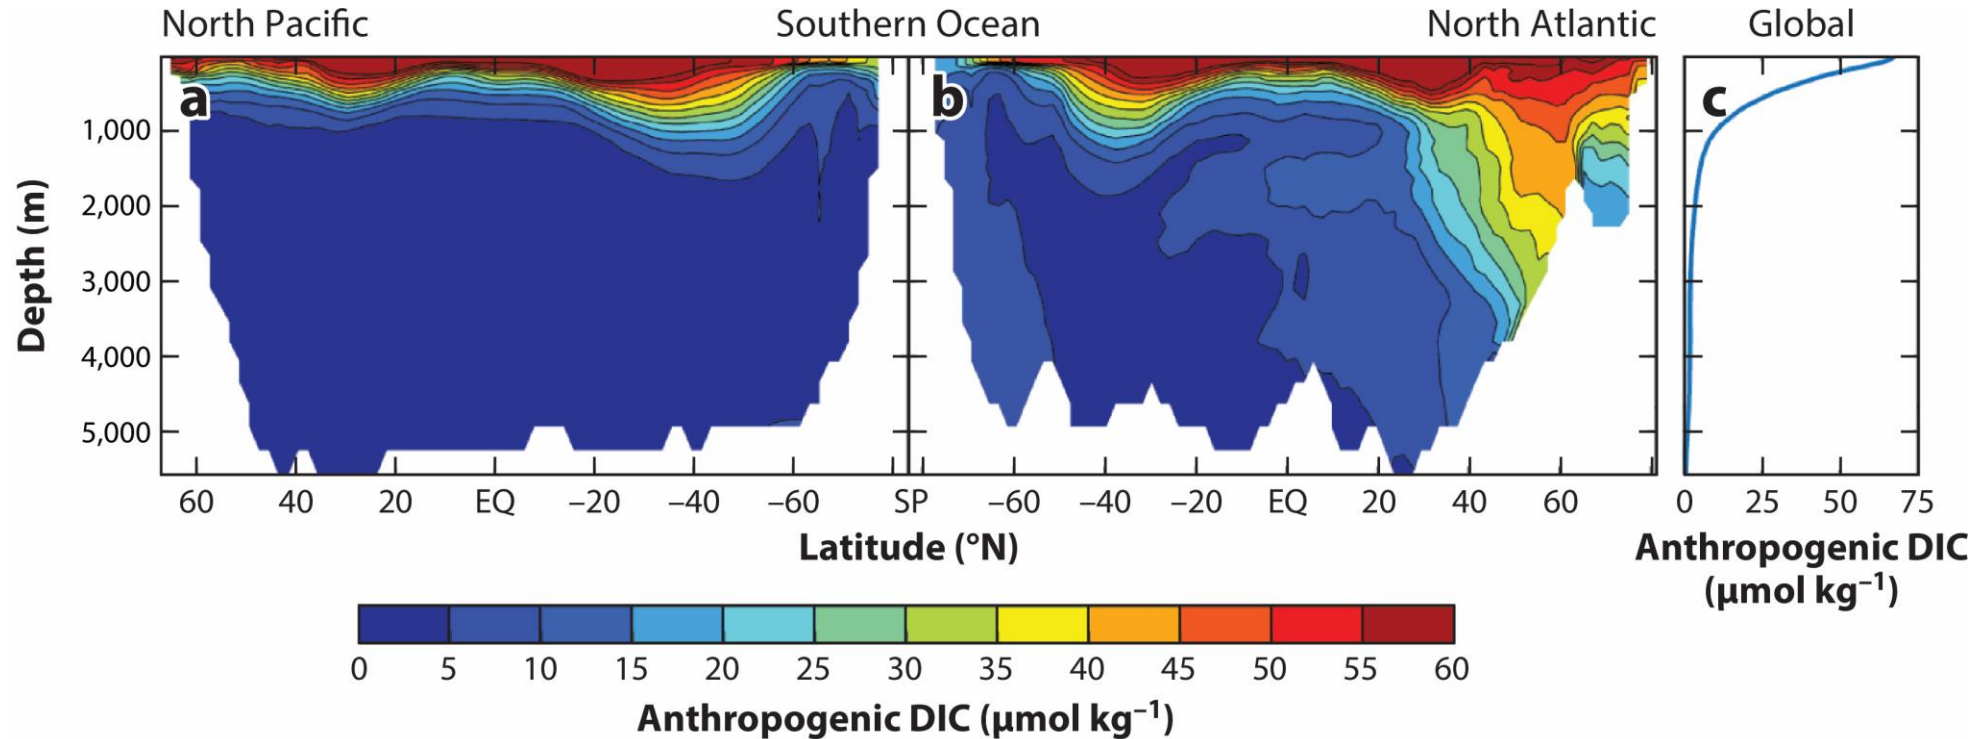 North Pacific
Southern Ocean
North Atlantic
Global
a
b
c
Depth (m)
1,000
2,000
3,000
4,000
5,000
60 40 20 EQ –20 –40 –60 SP –60 –40 –20 EQ 20 40 60
0 25 50 75
Latitude (°N)
Anthropogenic DIC
(μmol kg⁻¹)
0 5 10 15 20 25 30 35 40 45 50 55 60
Anthropogenic DIC (μmol kg⁻¹)